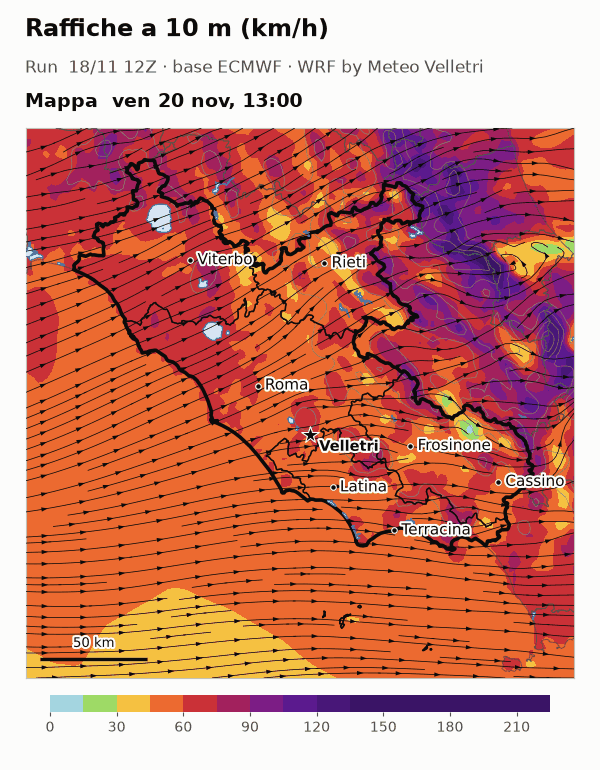 Raffiche a 10 m (km/h)
Run  18/11 12Z · base ECMWF · WRF by Meteo Velletri
Mappa  ven 20 nov, 13:00
Viterbo
Rieti
Roma
Velletri
Frosinone
Latina
Cassino
Terracina
50 km
0 30 60 90 120 150 180 210